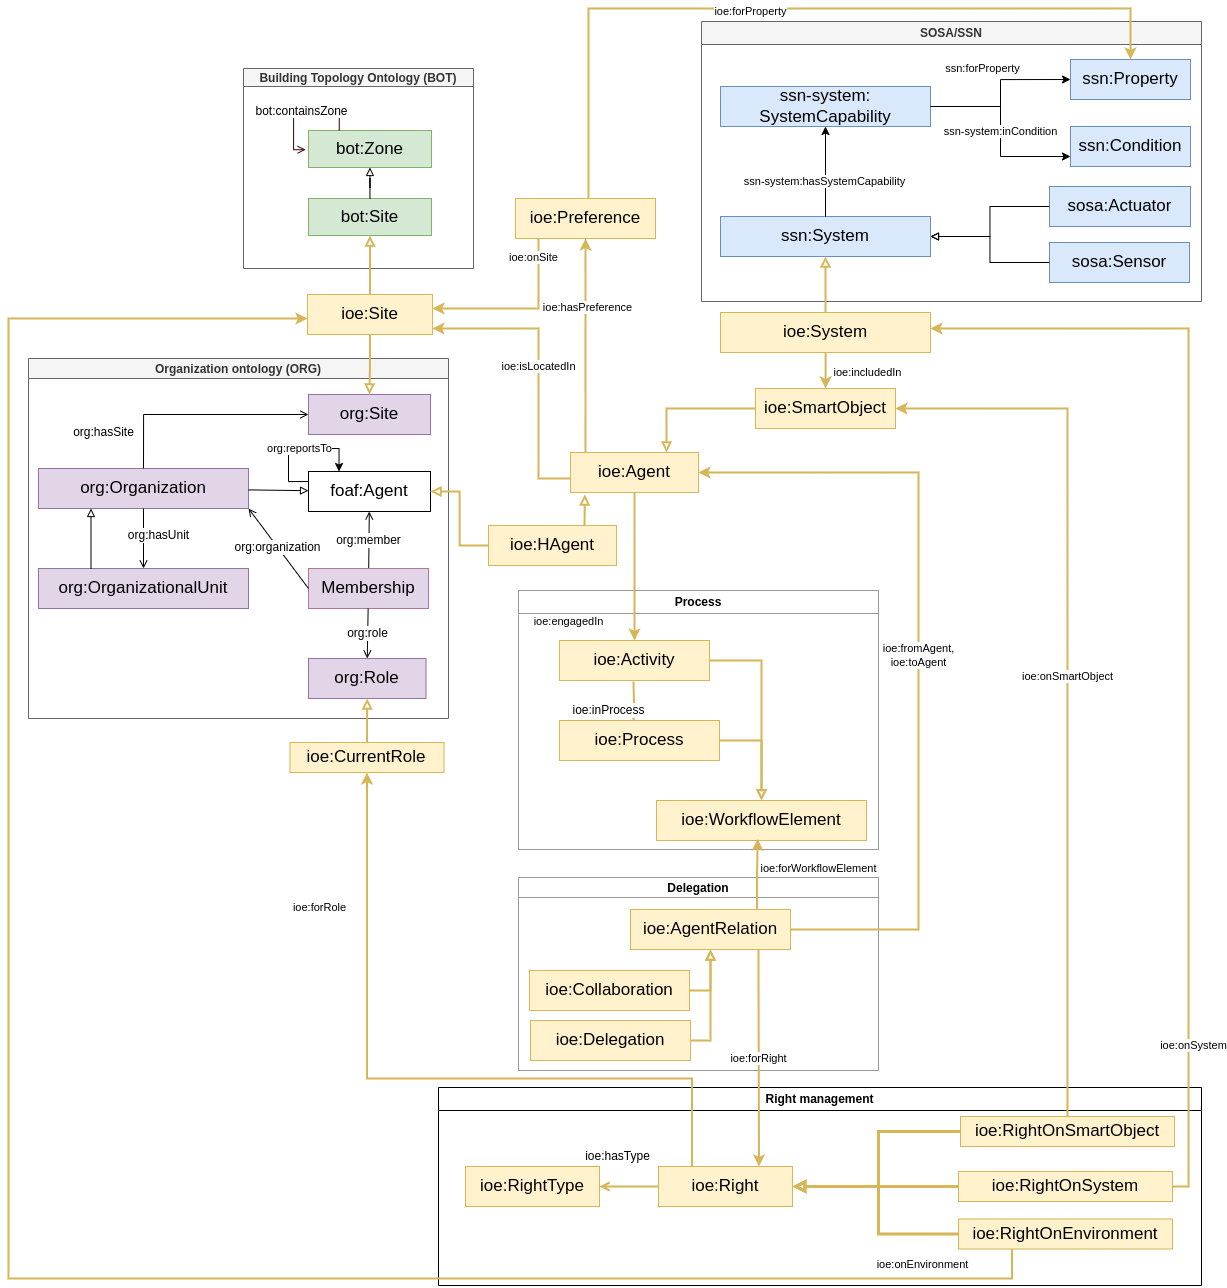 ioe:forProperty
SOSA/SSN
Building Topology Ontology (BOT)
ssn:forProperty
ssn:Property
ssn-system:
SystemCapability
bot:containsZone
ssn-system:inCondition
bot:Zone
ssn:Condition
ssn-system:hasSystemCapability
sosa:Actuator
bot:Site
ioe:Preference
ssn:System
ioe:onSite
sosa:Sensor
ioe:hasPreference
ioe:Site
ioe:System
ioe:isLocatedIn
ioe:includedIn
Organization ontology (ORG)
org:Site
ioe:SmartObject
org:hasSite
org:reportsTo
ioe:Agent
org:Organization
foaf:Agent
org:hasUnit
org:organization
org:member
ioe:HAgent
org:OrganizationalUnit
Membership
Process
ioe:engagedIn
org:role
ioe:fromAgent,
ioe:toAgent
ioe:Activity
org:Role
ioe:onSmartObject
ioe:inProcess
ioe:Process
ioe:CurrentRole
ioe:WorkflowElement
ioe:forWorkflowElement
Delegation
ioe:forRole
ioe:AgentRelation
ioe:Collaboration
ioe:Delegation
ioe:forRight
ioe:onSystem
Right management
ioe:RightOnSmartObject
ioe:hasType
ioe:RightType
ioe:Right
ioe:RightOnSystem
ioe:RightOnEnvironment
ioe:onEnvironment